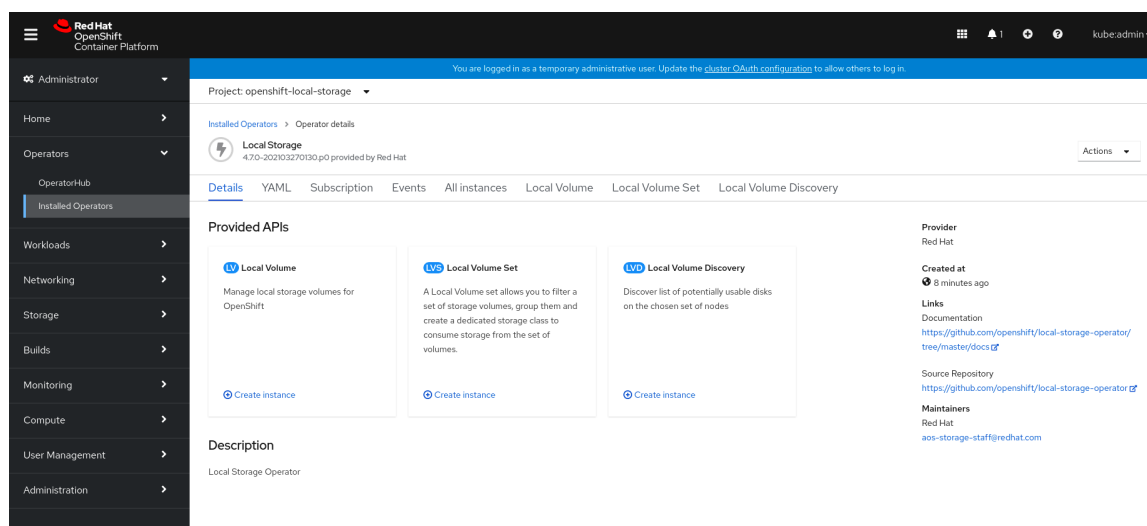 Red Hat
OpenShift
Container Platform
1
kube:admin
Administrator
You are logged in as a temporary administrative user. Update the cluster OAuth configuration to allow others to log in.
Project: openshift-local-storage
Home
Operators
OperatorHub
Installed Operators
Workloads
Networking
Storage
Builds
Monitoring
Compute
User Management
Administration
Installed Operators > Operator details
Local Storage
4.7.0-202103270130.p0 provided by Red Hat
Actions
Details YAML Subscription Events All instances Local Volume Local Volume Set Local Volume Discovery
Provided APIs
LV Local Volume
Manage local storage volumes for
OpenShift
Create instance
LVS Local Volume Set
A Local Volume set allows you to filter a
set of storage volumes, group them and
create a dedicated storage class to
consume storage from the set of
volumes.
Create instance
LVD Local Volume Discovery
Discover list of potentially usable disks
on the chosen set of nodes
Create instance
Description
Local Storage Operator
Provider
Red Hat
Created at
8 minutes ago
Links
Documentation
https://github.com/openshift/local-storage-operator/
tree/master/docs
Source Repository
https://github.com/openshift/local-storage-operator
Maintainers
Red Hat
aos-storage-staff@redhat.com